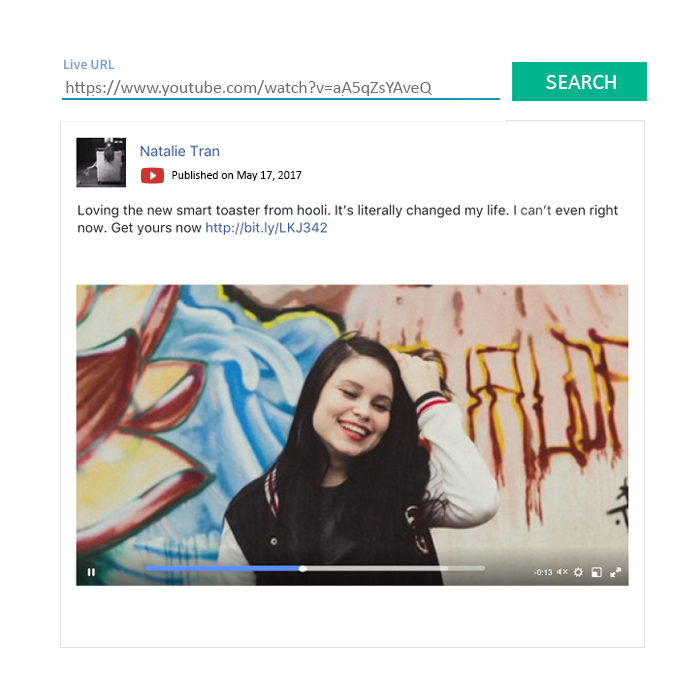 Live URL
https://www.youtube.com/watch?v=aA5qZsYAveQ
SEARCH
Natalie Tran
Published on May 17, 2017
Loving the new smart toaster from hooli. It's literally changed my life. I can't even right
now. Get yours now http://bit.ly/LKJ342
-0:13